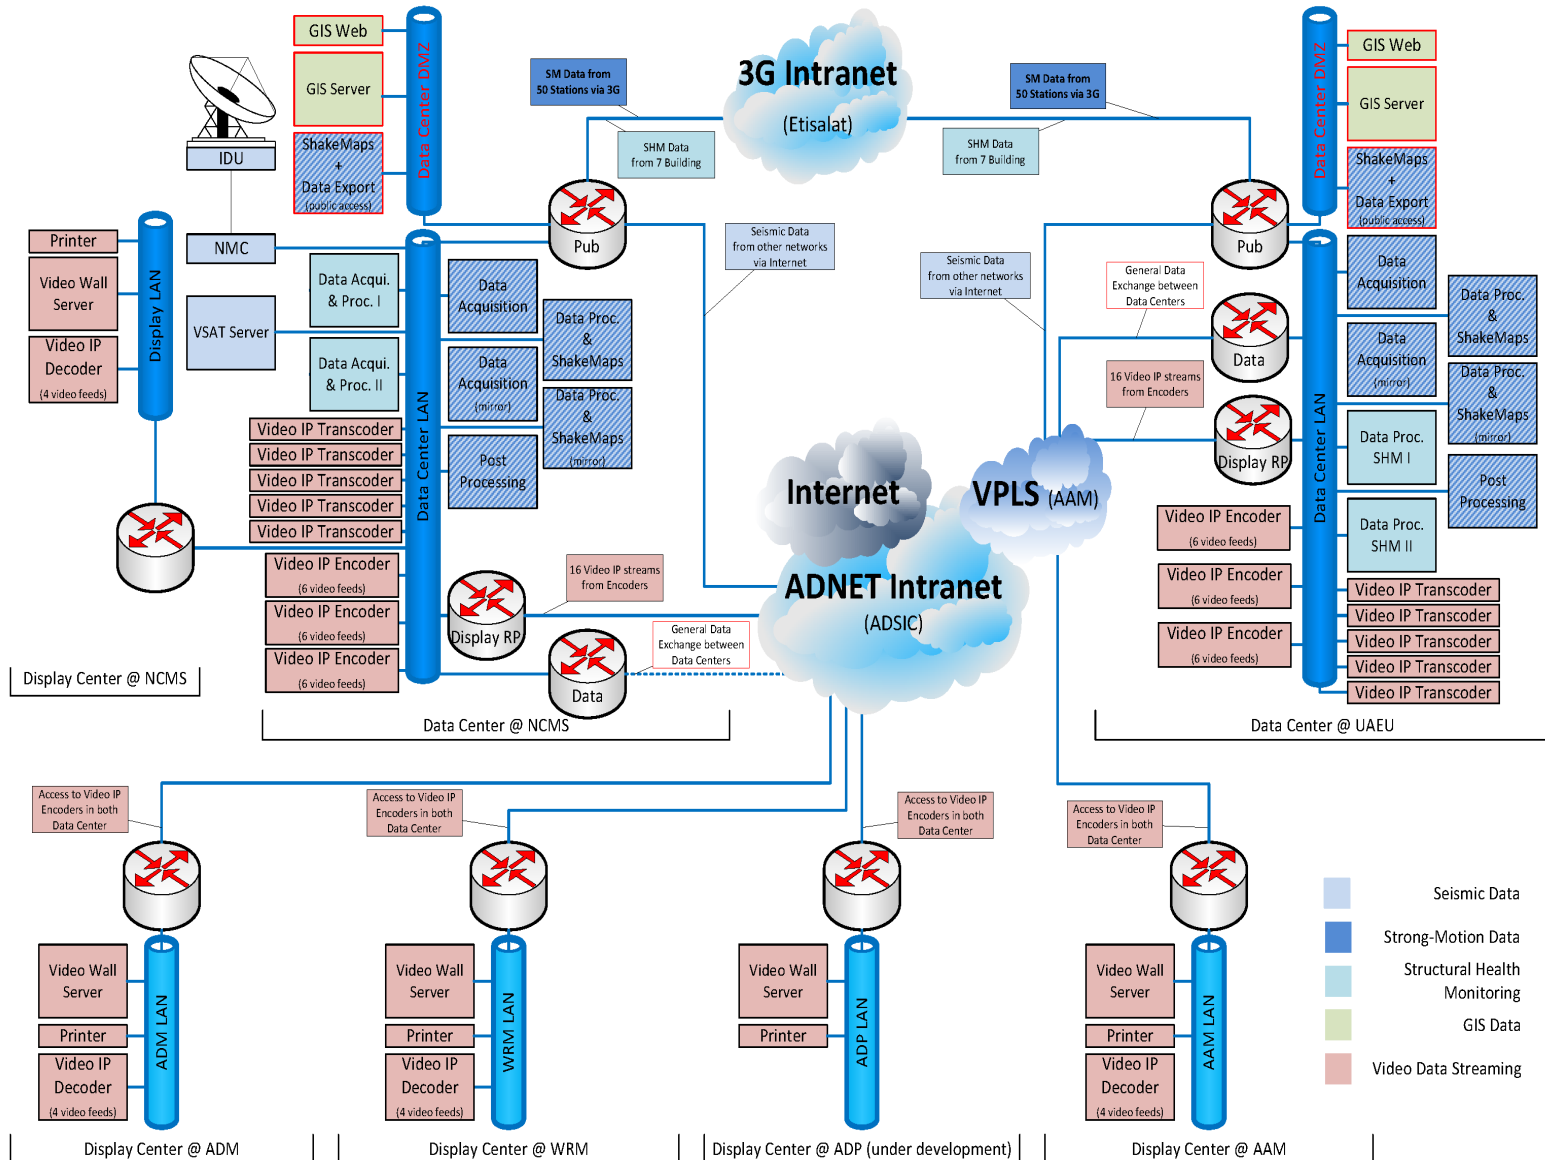 GIS Web
GIS Server
ShakeMaps
+
Data Export
(public access)
Data Center DMZ
IDU
NMC
VSAT Server
Printer
Video Wall
Server
Video IP
Decoder
(4 video feeds)
Display LAN
Display Center @ NCMS
SM Data from
50 Stations via 3G
SHM Data
from 7 Building
3G Intranet
(Etisalat)
SM Data from
50 Stations via 3G
SHM Data
from 7 Building
Pub
Seismic Data
from other networks
via Internet
Data Acqui.
& Proc. I
Data Acqui.
& Proc. II
Data
Acquisition
Data Proc.
&
ShakeMaps
Data
Acquisition
(mirror)
Data Proc.
&
ShakeMaps
(mirror)
Post
Processing
Data Center LAN
Video IP Transcoder
Video IP Transcoder
Video IP Transcoder
Video IP Transcoder
Video IP Transcoder
Video IP Encoder
(6 video feeds)
Video IP Encoder
(6 video feeds)
Video IP Encoder
(6 video feeds)
Display RP
16 Video IP streams
from Encoders
General Data
Exchange between
Data Centers
Data
Data Center @ NCMS
Internet
VPLS (AAM)
ADNET Intranet
(ADSIC)
Seismic Data
from other networks
via Internet
General Data
Exchange between
Data Centers
16 Video IP streams
from Encoders
Pub
Data
Display RP
Data Center DMZ
GIS Web
GIS Server
ShakeMaps
+
Data Export
(public access)
Data Center LAN
Data
Acquisition
Data Proc.
&
ShakeMaps
Data
Acquisition
(mirror)
Data Proc.
&
ShakeMaps
(mirror)
Data Proc.
SHM I
Post
Processing
Data Proc.
SHM II
Video IP Encoder
(6 video feeds)
Video IP Encoder
(6 video feeds)
Video IP Encoder
(6 video feeds)
Video IP Transcoder
Video IP Transcoder
Video IP Transcoder
Video IP Transcoder
Video IP Transcoder
Data Center @ UAEU
Access to Video IP
Encoders in both
Data Center
Video Wall
Server
Printer
Video IP
Decoder
(4 video feeds)
ADM LAN
Display Center @ ADM
Access to Video IP
Encoders in both
Data Center
Video Wall
Server
Printer
Video IP
Decoder
(4 video feeds)
WRM LAN
Display Center @ WRM
Access to Video IP
Encoders in both
Data Center
Video Wall
Server
Printer
ADP LAN
Display Center @ ADP (under development)
Access to Video IP
Encoders in both
Data Center
Video Wall
Server
Printer
Video IP
Decoder
(4 video feeds)
AAM LAN
Display Center @ AAM
Seismic Data
Strong-Motion Data
Structural Health
Monitoring
GIS Data
Video Data Streaming